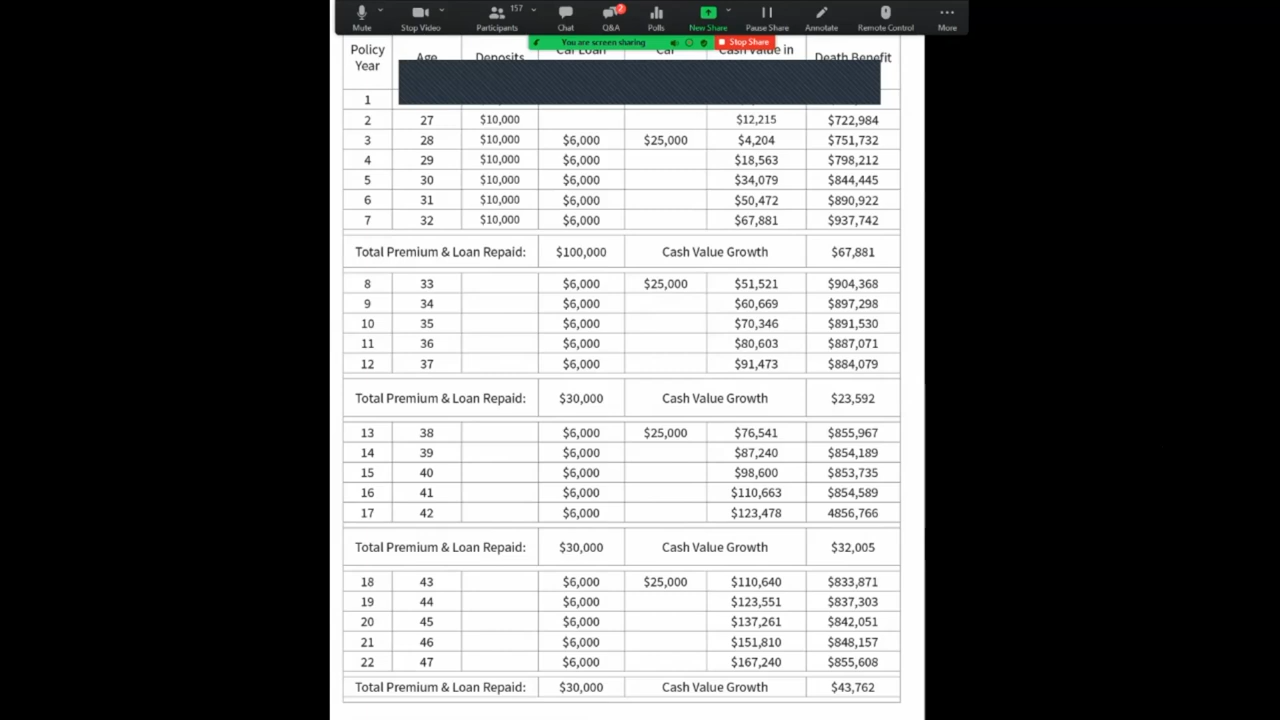 157
2
Mute Stop Video Participants Chat Q&A Polls New Share Pause Share Annotate Remote Control More
You are screen sharing Stop Share
Policy Year Age Deposits Car Loan Car Cash Value in Death Benefit
1
2 27 $10,000 $12,215 $722,984
3 28 $10,000 $6,000 $25,000 $4,204 $751,732
4 29 $10,000 $6,000 $18,563 $798,212
5 30 $10,000 $6,000 $34,079 $844,445
6 31 $10,000 $6,000 $50,472 $890,922
7 32 $10,000 $6,000 $67,881 $937,742
Total Premium & Loan Repaid: $100,000 Cash Value Growth $67,881
8 33 $6,000 $25,000 $51,521 $904,368
9 34 $6,000 $60,669 $897,298
10 35 $6,000 $70,346 $891,530
11 36 $6,000 $80,603 $887,071
12 37 $6,000 $91,473 $884,079
Total Premium & Loan Repaid: $30,000 Cash Value Growth $23,592
13 38 $6,000 $25,000 $76,541 $855,967
14 39 $6,000 $87,240 $854,189
15 40 $6,000 $98,600 $853,735
16 41 $6,000 $110,663 $854,589
17 42 $6,000 $123,478 4856,766
Total Premium & Loan Repaid: $30,000 Cash Value Growth $32,005
18 43 $6,000 $25,000 $110,640 $833,871
19 44 $6,000 $123,551 $837,303
20 45 $6,000 $137,261 $842,051
21 46 $6,000 $151,810 $848,157
22 47 $6,000 $167,240 $855,608
Total Premium & Loan Repaid: $30,000 Cash Value Growth $43,762